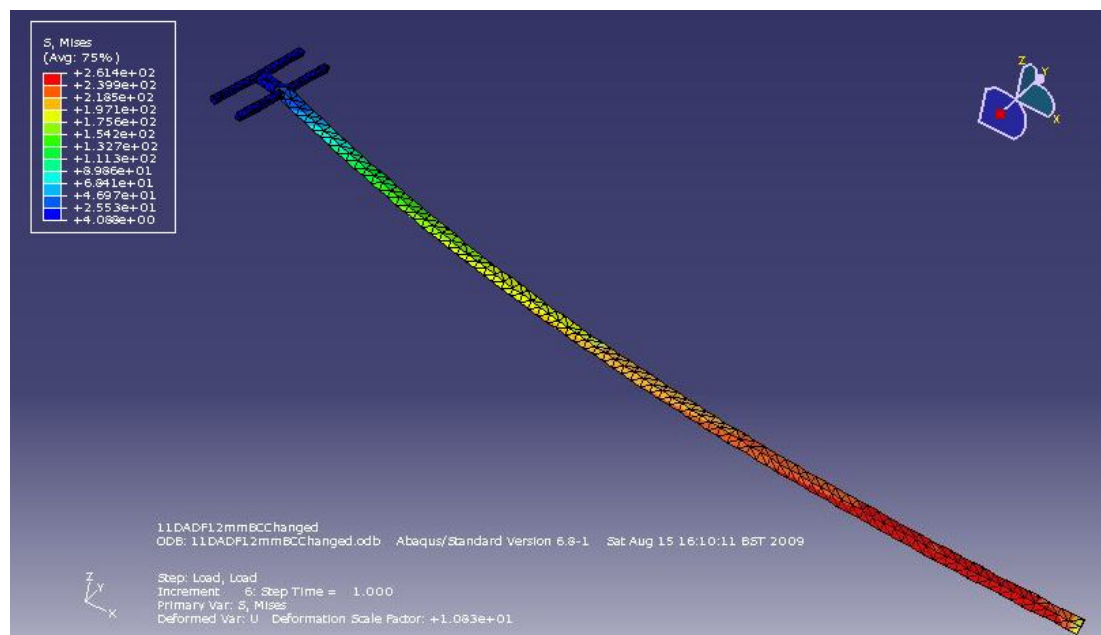 S, Mises
(Avg: 75%)
+2.614e+02
+2.399e+02
+2.185e+02
+1.971e+02
+1.756e+02
+1.542e+02
+1.327e+02
+1.113e+02
+8.986e+01
+6.841e+01
+4.697e+01
+2.553e+01
+4.088e+00
Z
Y
X
11DADF12mmBCChanged
ODB: 11DADF12mmBCChanged.odb Abaqus/Standard Version 6.8-1 Sat Aug 15 16:10:11 BST 2009
Z
Y
X
Step: Load, Load
Increment 6: Step Time = 1.000
Primary Var: S, Mises
Deformed Var: U Deformation Scale Factor: +1.083e+01